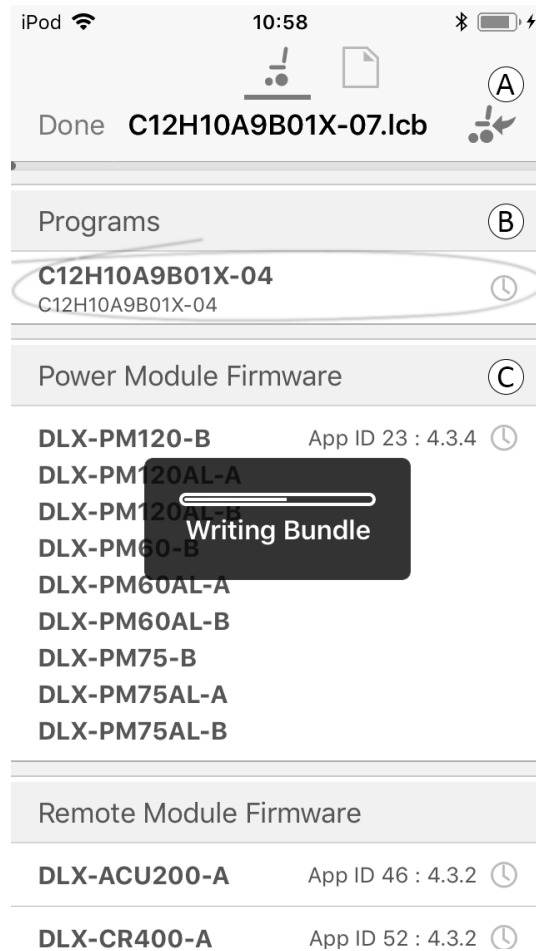 iPod 10:58
A
Done C12H10A9B01X-07.lcb
Programs B
C12H10A9B01X-04
C12H10A9B01X-04
Power Module Firmware C
DLX-PM120-B App ID 23 : 4.3.4
DLX-PM120AL-A
DLX-PM120AL-B
Writing Bundle
DLX-PM60-B
DLX-PM60AL-A
DLX-PM60AL-B
DLX-PM75-B
DLX-PM75AL-A
DLX-PM75AL-B
Remote Module Firmware
DLX-ACU200-A App ID 46 : 4.3.2
DLX-CR400-A App ID 52 : 4.3.2